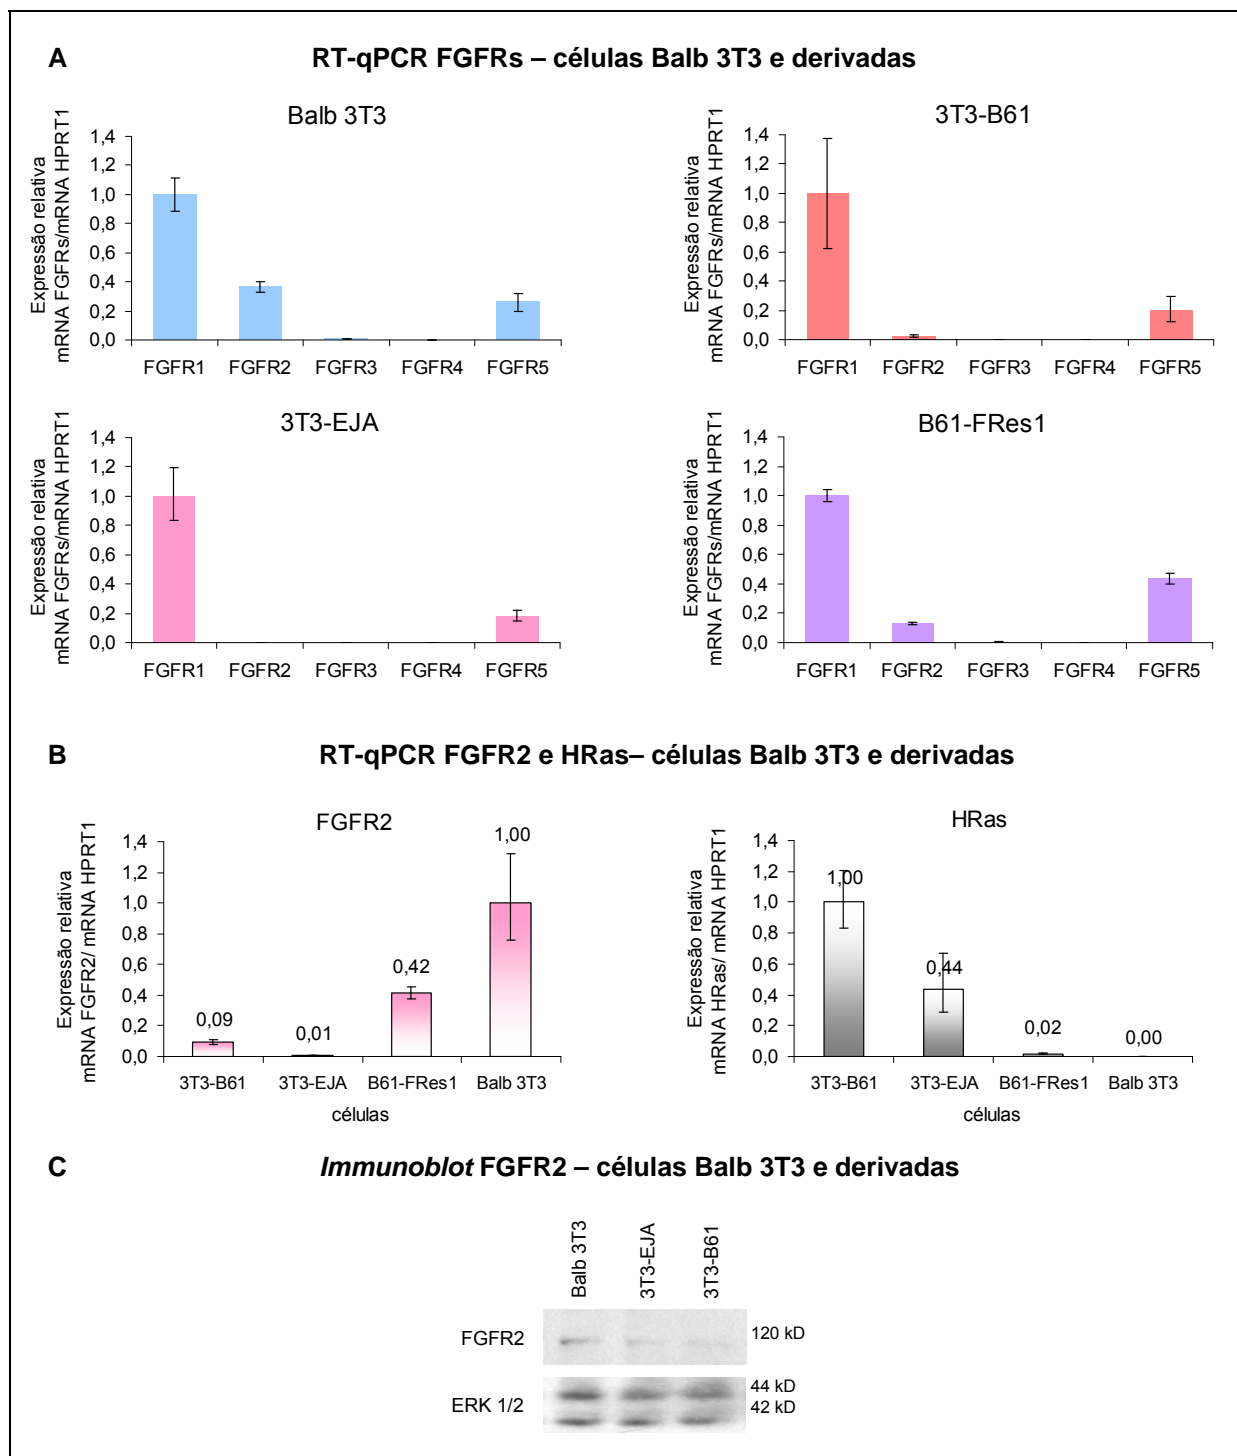 A
RT-qPCR FGFRs – células Balb 3T3 e derivadas
Balb 3T3
Expressão relativa
mRNA FGFRs/mRNA HPRT1
1,4
1,2
1,0
0,8
0,6
0,4
0,2
0,0
FGFR1 FGFR2 FGFR3 FGFR4 FGFR5
3T3-B61
Expressão relativa
mRNA FGFRs/mRNA HPRT1
1,4
1,2
1,0
0,8
0,6
0,4
0,2
0,0
FGFR1 FGFR2 FGFR3 FGFR4 FGFR5
3T3-EJA
Expressão relativa
mRNA FGFRs/mRNA HPRT1
1,4
1,2
1,0
0,8
0,6
0,4
0,2
0,0
FGFR1 FGFR2 FGFR3 FGFR4 FGFR5
B61-FRes1
Expressão relativa
mRNA FGFRs/mRNA HPRT1
1,4
1,2
1,0
0,8
0,6
0,4
0,2
0,0
FGFR1 FGFR2 FGFR3 FGFR4 FGFR5
B
RT-qPCR FGFR2 e HRas– células Balb 3T3 e derivadas
FGFR2
Expressão relativa
mRNA FGFR2/ mRNA HPRT1
1,4
1,2
1,0
0,8
0,6
0,4
0,2
0,0
0,09
0,01
0,42
1,00
3T3-B61 3T3-EJA B61-FRes1 Balb 3T3
células
HRas
Expressão relativa
mRNA HRas/ mRNA HPRT1
1,4
1,2
1,0
0,8
0,6
0,4
0,2
0,0
1,00
0,44
0,02
0,00
3T3-B61 3T3-EJA B61-FRes1 Balb 3T3
células
C
Immunoblot FGFR2 – células Balb 3T3 e derivadas
Balb 3T3
3T3-EJA
3T3-B61
FGFR2
120 kD
ERK 1/2
44 kD
42 kD